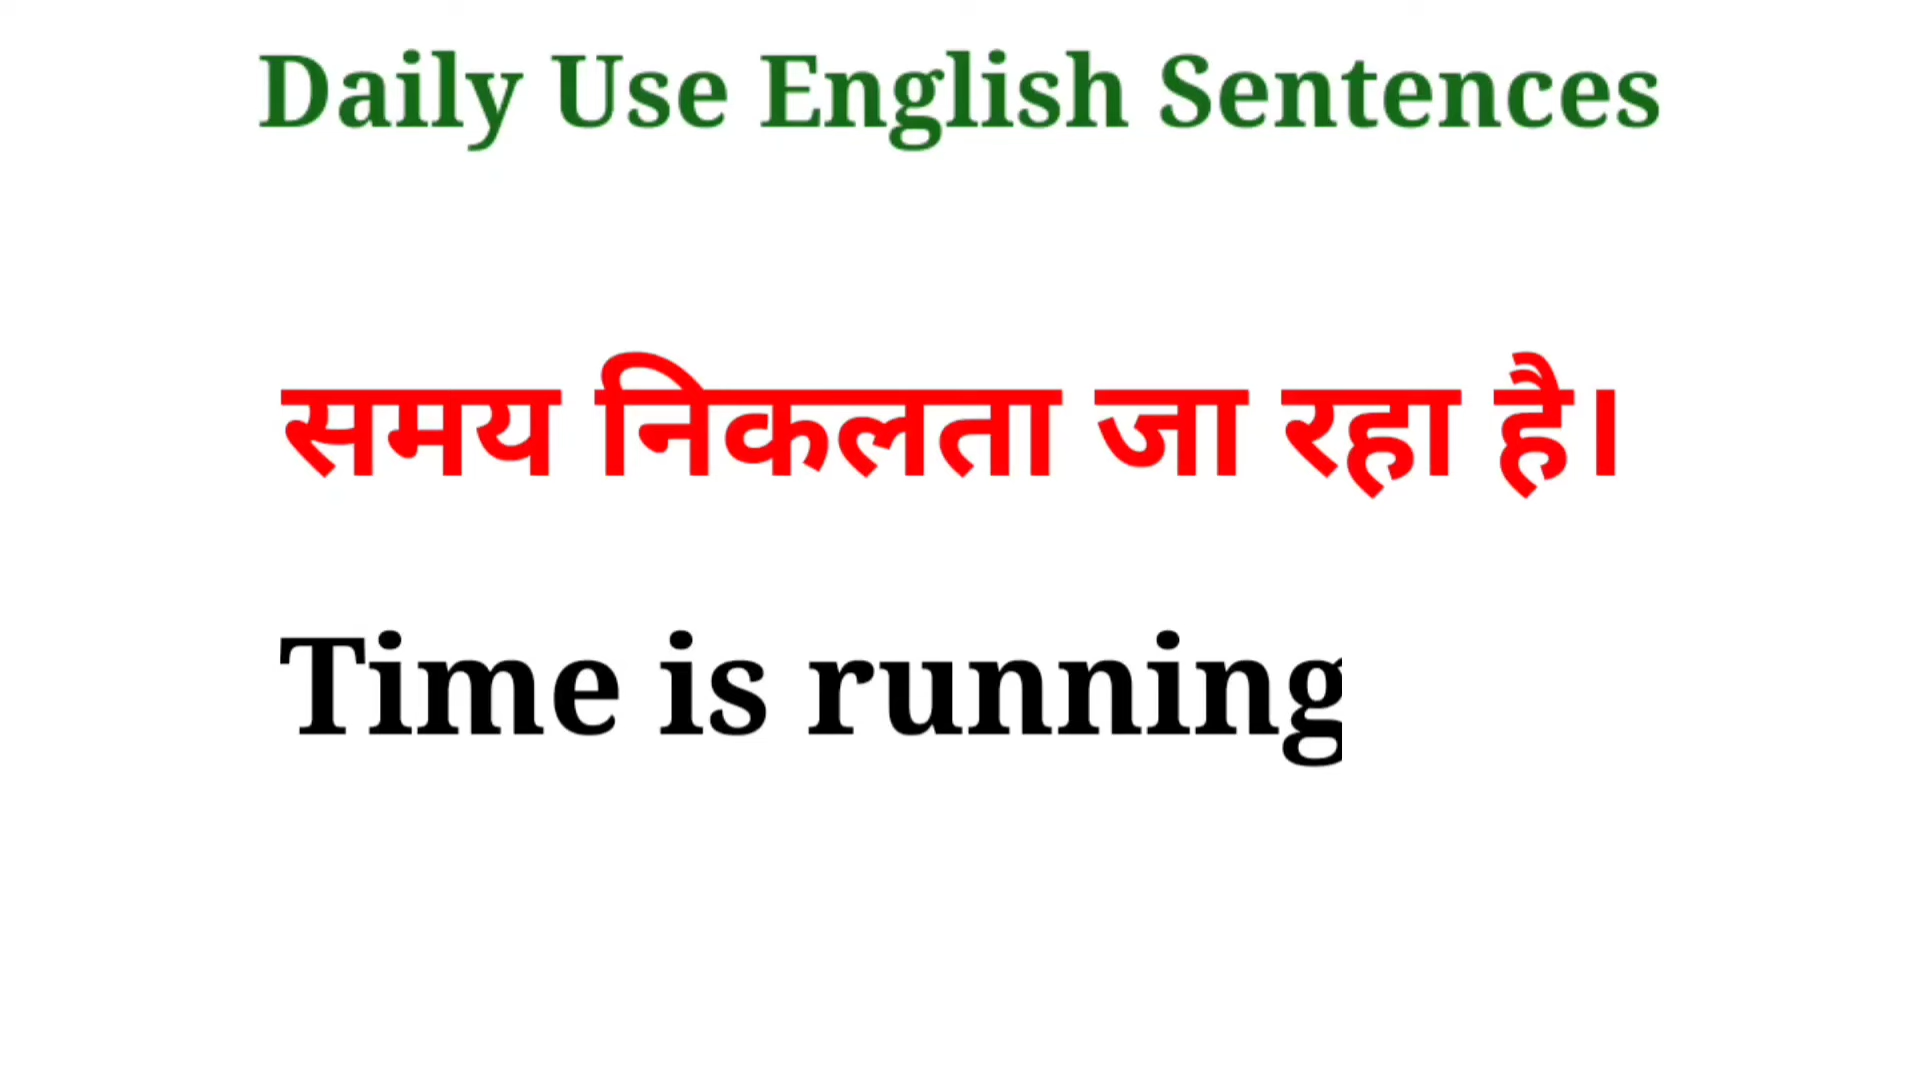 Daily Use English Sentences
समय निकलता जा रहा है।
Time is running